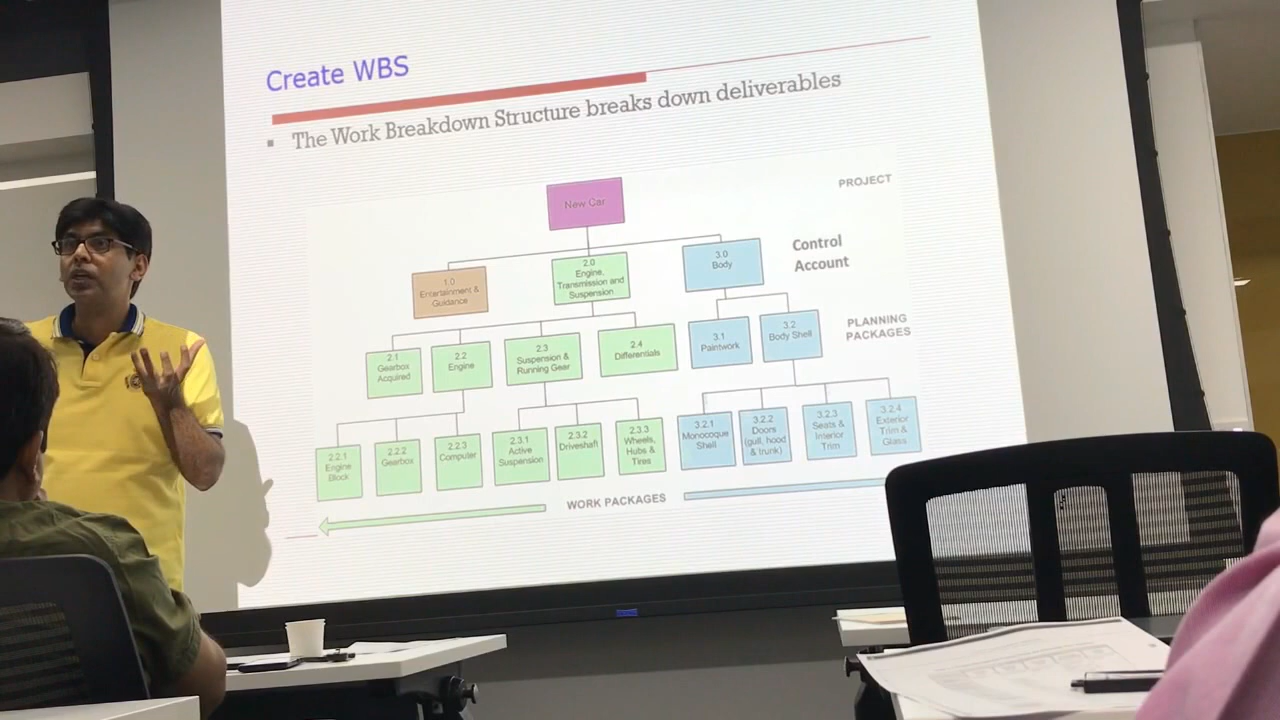 Create WBS
▪ The Work Breakdown Structure breaks down deliverables
PROJECT
New Car
Control
Account
1.0
Entertainment &
Guidance
2.0
Engine,
Transmission and
Suspension
3.0
Body
PLANNING
PACKAGES
2.1
Gearbox
Acquired
2.2
Engine
2.3
Suspension &
Running Gear
2.4
Differentials
3.1
Paintwork
3.2
Body Shell
2.2.1
Engine
Block
2.2.2
Gearbox
2.2.3
Computer
2.3.1
Active
Suspension
2.3.2
Driveshaft
2.3.3
Wheels,
Hubs &
Tires
3.2.1
Monocoque
Shell
3.2.2
Doors
(gull, hood
& trunk)
3.2.3
Seats &
Interior
Trim
3.2.4
Exterior
Trim &
Glass
WORK PACKAGES